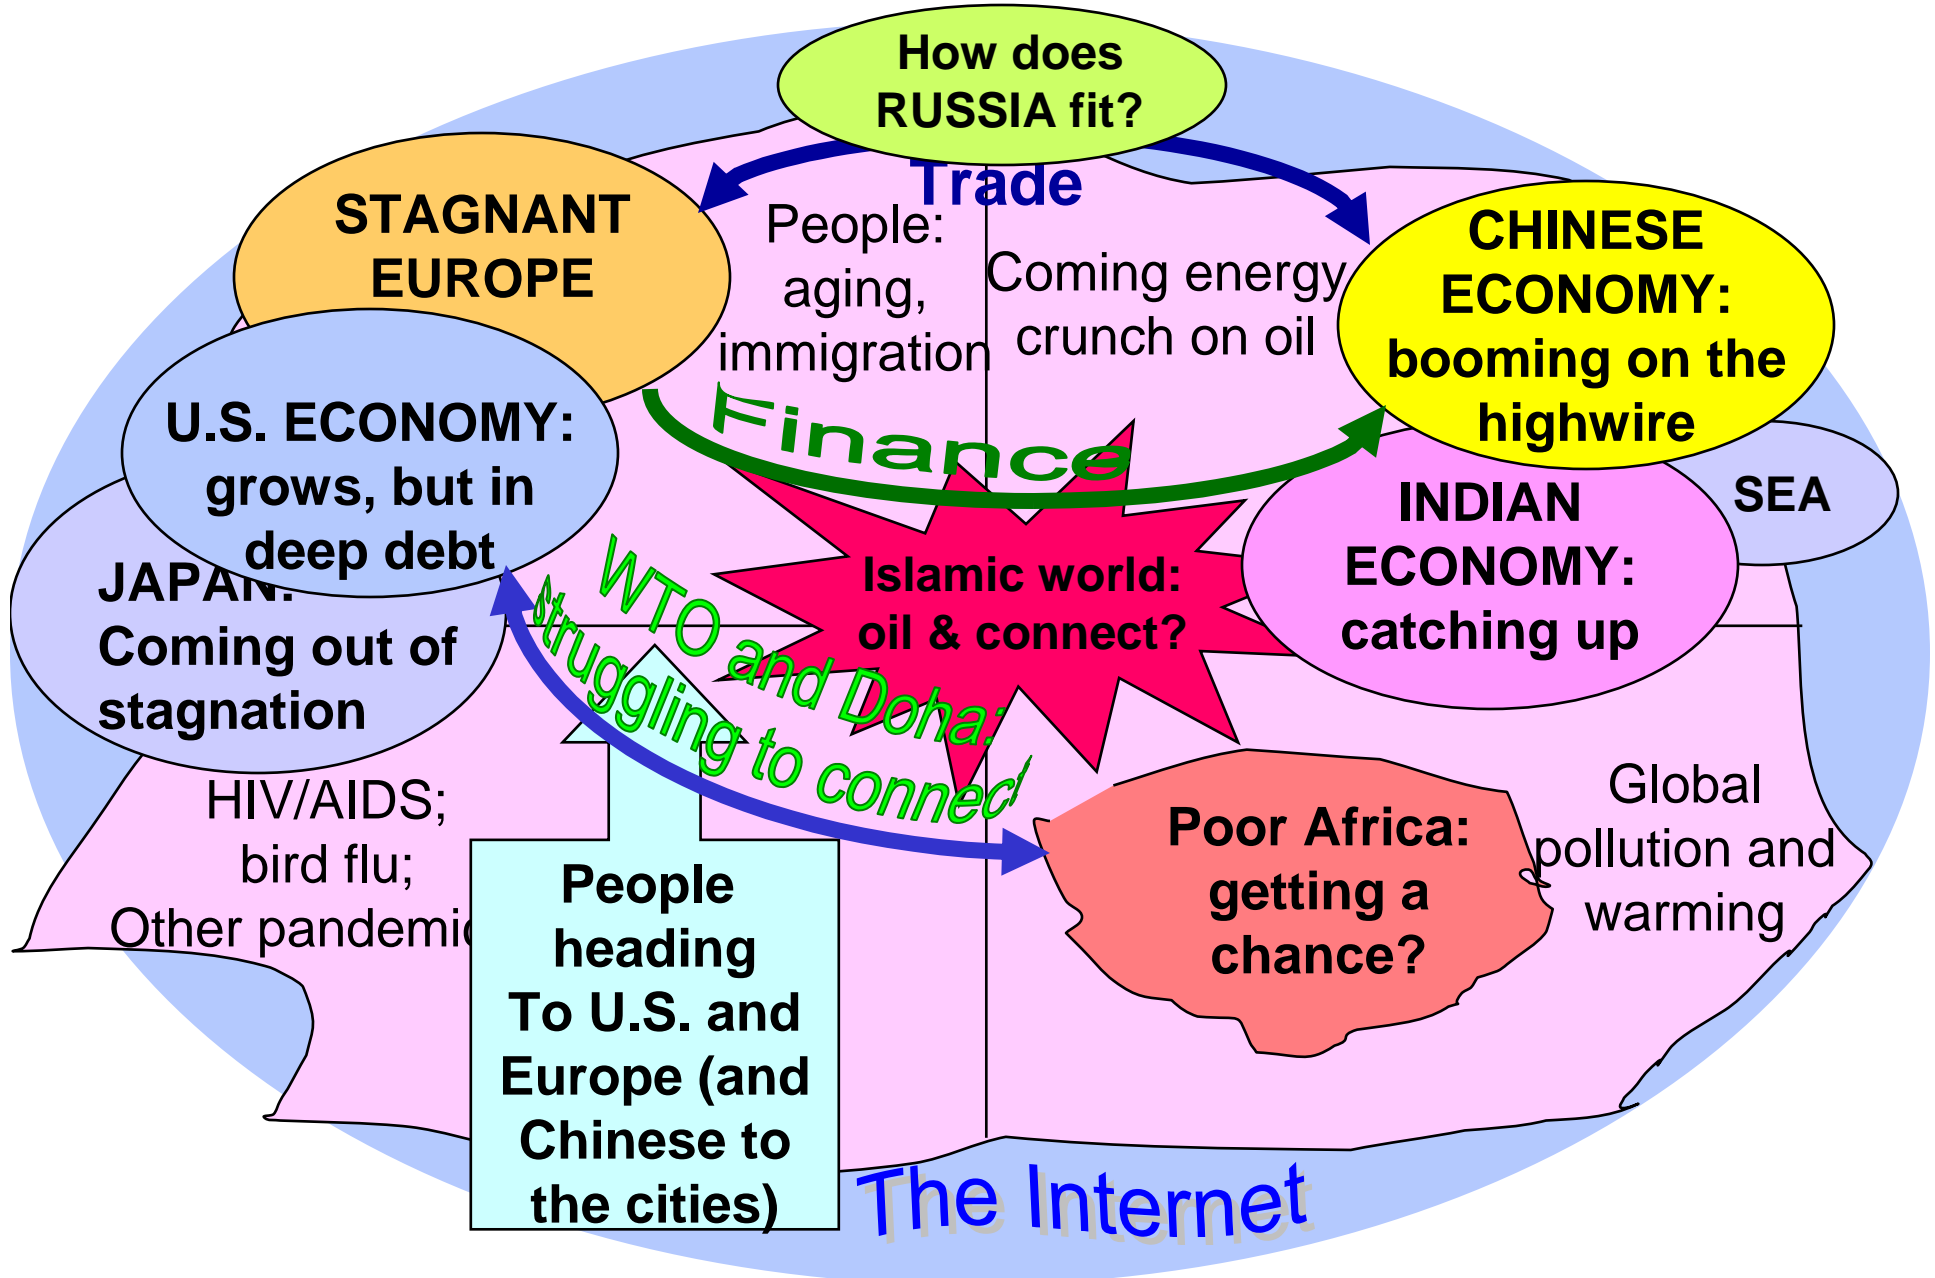 How does
RUSSIA fit?
Trade
STAGNANT
EUROPE
People:
aging,
immigration
Coming energy
crunch on oil
CHINESE
ECONOMY:
booming on the
highwire
Finance
U.S. ECONOMY:
grows, but in
deep debt
SEA
INDIAN
ECONOMY:
catching up
Islamic world:
oil & connect?
JAPAN:
Coming out of
stagnation
WTO and Doha:
struggling to connect
HIV/AIDS;
bird flu;
Other pandemic
People
heading
To U.S. and
Europe (and
Chinese to
the cities)
Poor Africa:
getting a
chance?
Global
pollution and
warming
The Internet